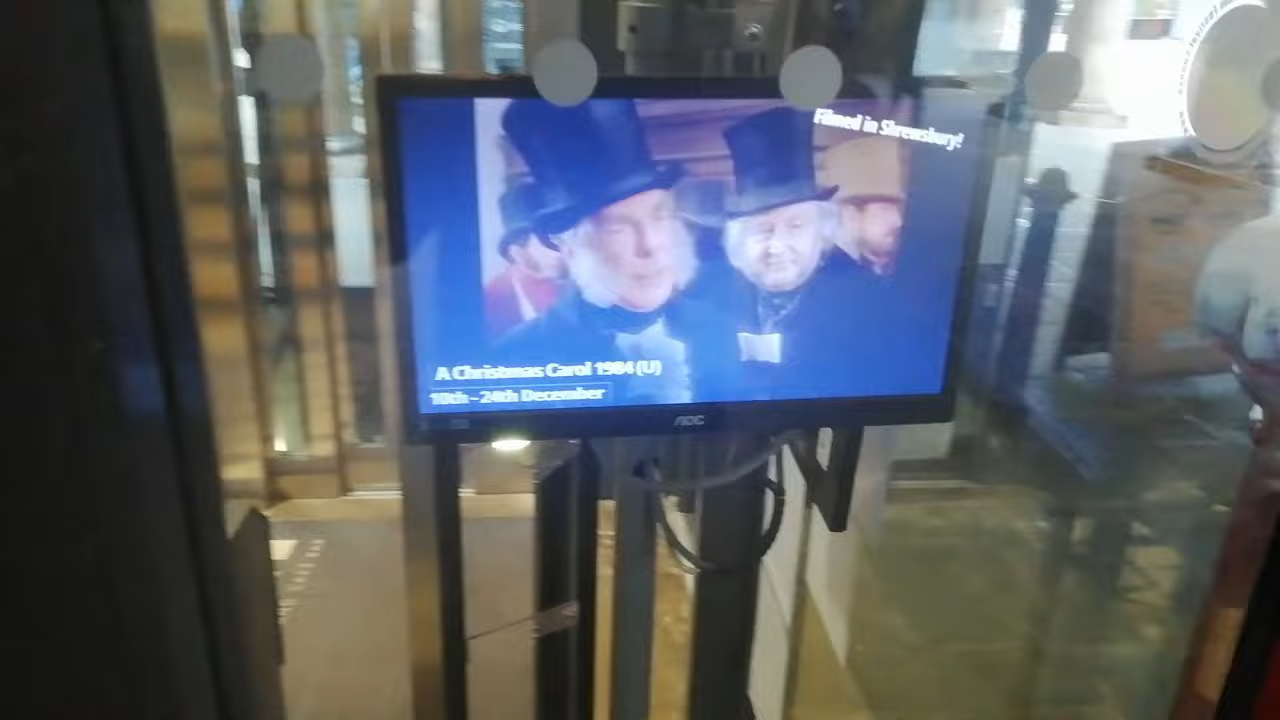 Filmed in Shrewsbury!
A Christmas Carol 1984 (U)
10th - 24th December
AOC